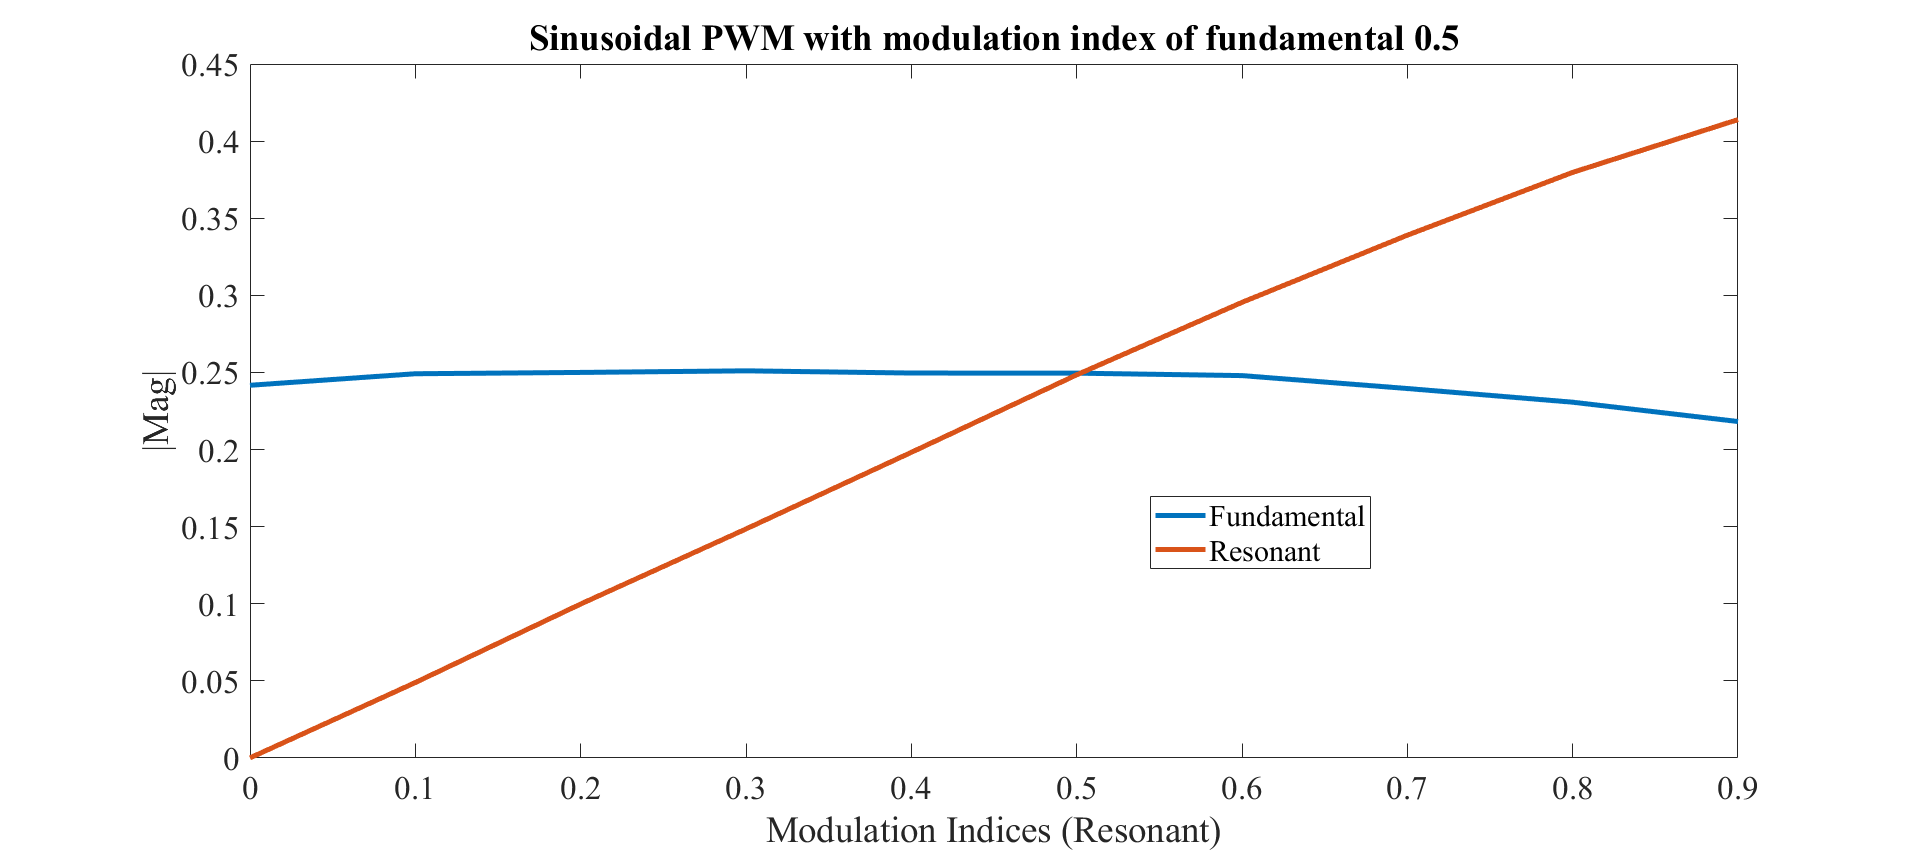 Sinusoidal PWM with modulation index of fundamental 0.5
0.45
0.4
0.35
0.3
0.25
0.2
0.15
0.1
0.05
0
|Mag|
Fundamental
Resonant
0 0.1 0.2 0.3 0.4 0.5 0.6 0.7 0.8 0.9
Modulation Indices (Resonant)